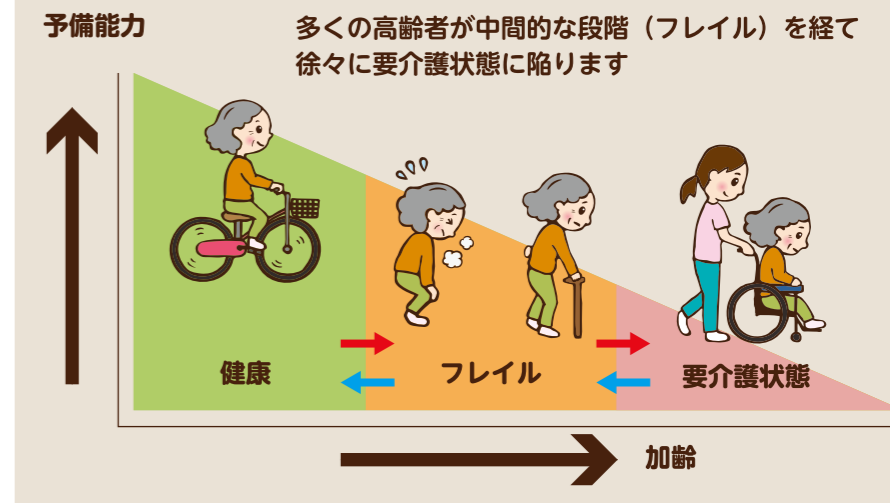 予備能力
多くの高齢者が中間的な段階（フレイル）を経て
徐々に要介護状態に陥ります
健康
フレイル
要介護状態
加齢